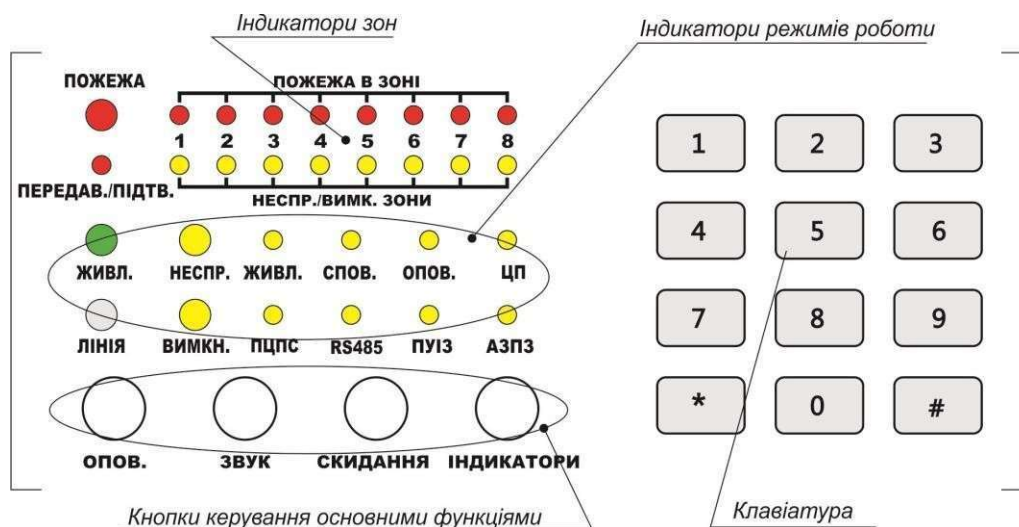 Індикатори зон
Індикатори режимів роботи
ПОЖЕЖА
ПОЖЕЖА В ЗОНІ
1 2 3 4 5 6 7 8
ПЕРЕДАВ./ПІДТВ.
НЕСПР./ВИМК. ЗОНИ
ЖИВЛ. НЕСПР. ЖИВЛ. СПОВ. ОПОВ. ЦП
ЛІНІЯ ВИМКН. ПЦПС RS485 ПУІЗ АЗПЗ
ОПОВ. ЗВУК СКИДАННЯ ІНДИКАТОРИ
1 2 3
4 5 6
7 8 9
* 0 #
Кнопки керування основними функціями
Клавіатура